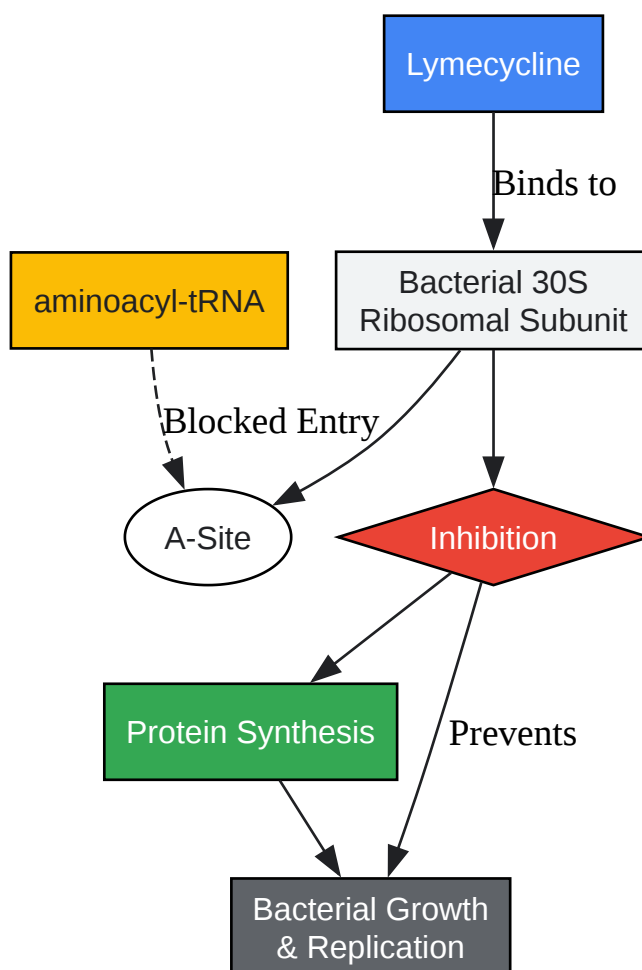 Lymecycline
Binds to
aminoacyl-tRNA
Bacterial 30S
Ribosomal Subunit
Blocked Entry
A-Site
Inhibition
Protein Synthesis
Prevents
Bacterial Growth
& Replication